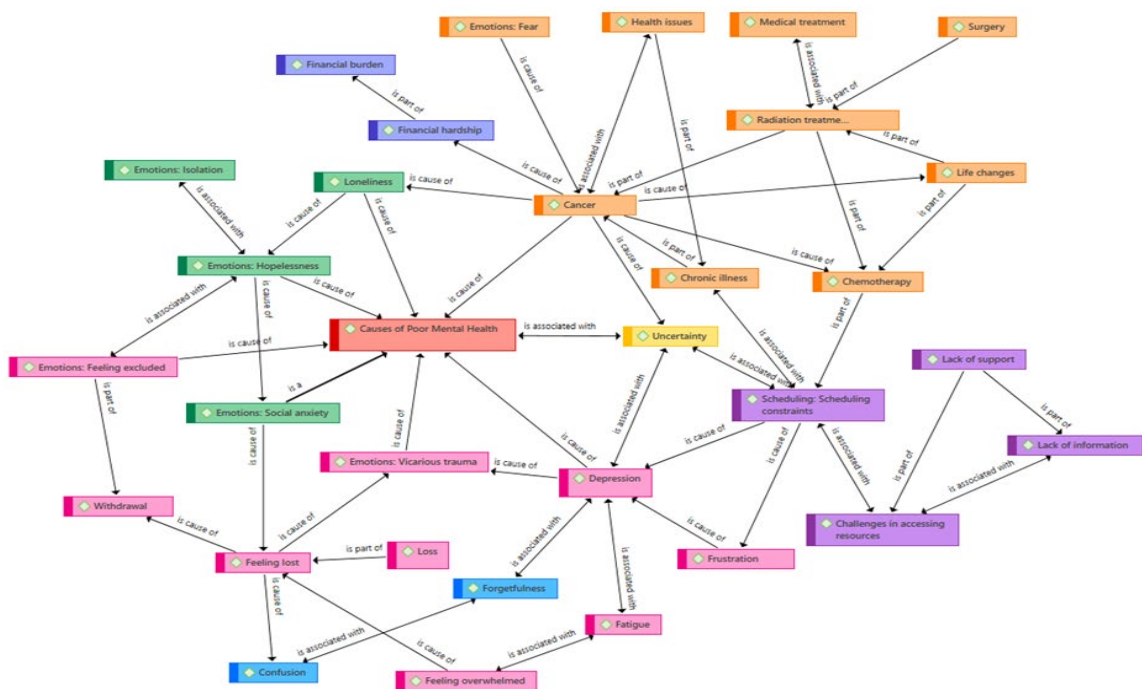 Emotions: Fear
Health issues
Medical treatment
Surgery
is cause of
is associated with
is associated with
is part of
Financial burden
is part of
is part of
Financial hardship
Radiation treatme...
is cause of
is part of
is part of
is part of
is part of
Emotions: Isolation
Loneliness
is cause of
Cancer
is cause of
Life changes
is associated with
is cause of
is cause of
is cause of
is cause of
is part of
is cause of
Emotions: Hopelessness
Chronic illness
Chemotherapy
is associated with
is cause of
is cause of
is part of
Causes of Poor Mental Health
is associated with
Uncertainty
is cause of
is associated with
is associated with
Emotions: Feeling excluded
is a
Lack of support
is part of
Emotions: Social anxiety
is associated with
Scheduling: Scheduling
constraints
is cause of
is cause of
is cause of
is cause of
is cause of
is associated with
is part of
is part of
Lack of information
Emotions: Vicarious trauma
is cause of
Depression
is associated with
Withdrawal
is cause of
is cause of
is associated with
is cause of
Challenges in accessing
resources
Feeling lost
is part of
Loss
Frustration
is cause of
Forgetfulness
is associated with
is associated with
Fatigue
is cause of
is associated with
Confusion
Feeling overwhelmed